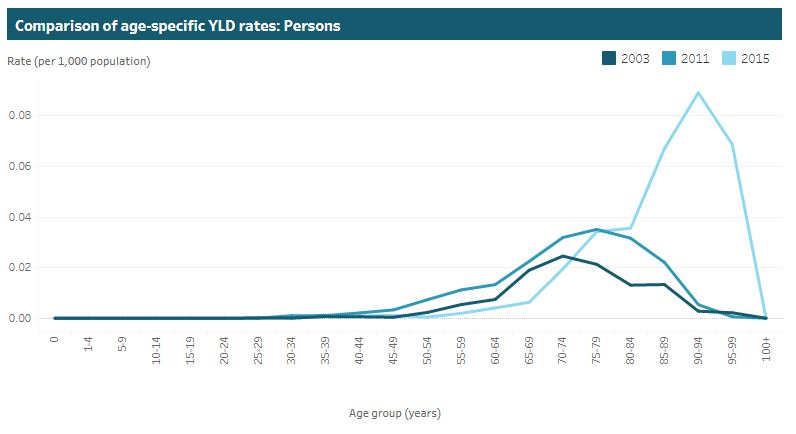 Comparison of age-specific YLD rates: Persons
Rate (per 1,000 population)
2003 2011 2015
0.08
0.06
0.04
0.02
0.00
0 1-4 5-9 10-14 15-19 20-24 25-29 30-34 35-39 40-44 45-49 50-54 55-59 60-64 65-69 70-74 75-79 80-84 85-89 90-94 95-99 100+
Age group (years)